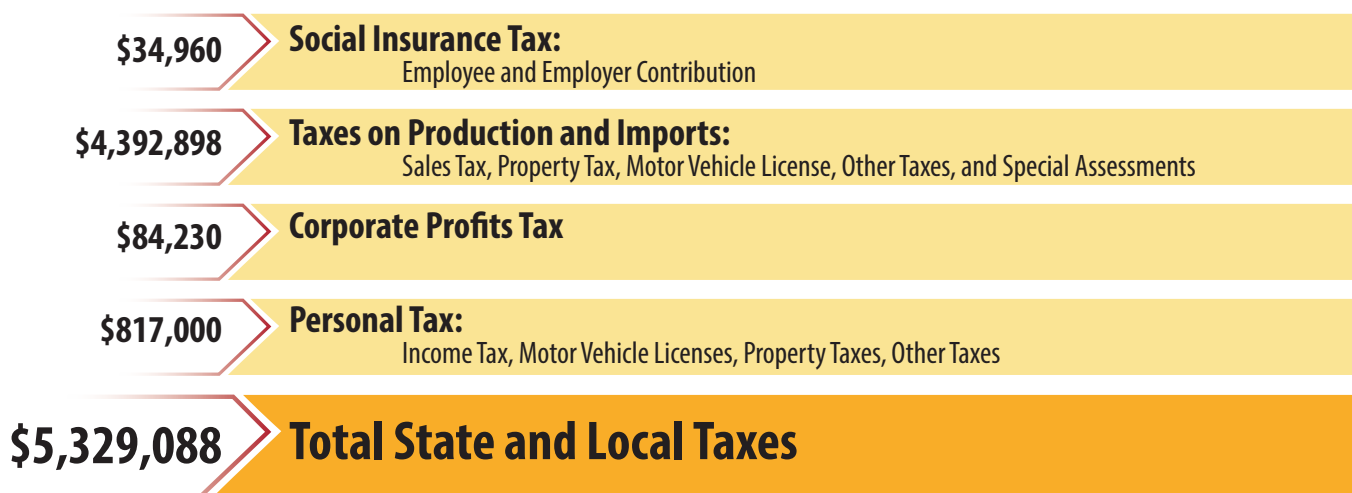 $34,960 Social Insurance Tax:
Employee and Employer Contribution
$4,392,898 Taxes on Production and Imports:
Sales Tax, Property Tax, Motor Vehicle License, Other Taxes, and Special Assessments
$84,230 Corporate Profits Tax
$817,000 Personal Tax:
Income Tax, Motor Vehicle Licenses, Property Taxes, Other Taxes
$5,329,088 Total State and Local Taxes